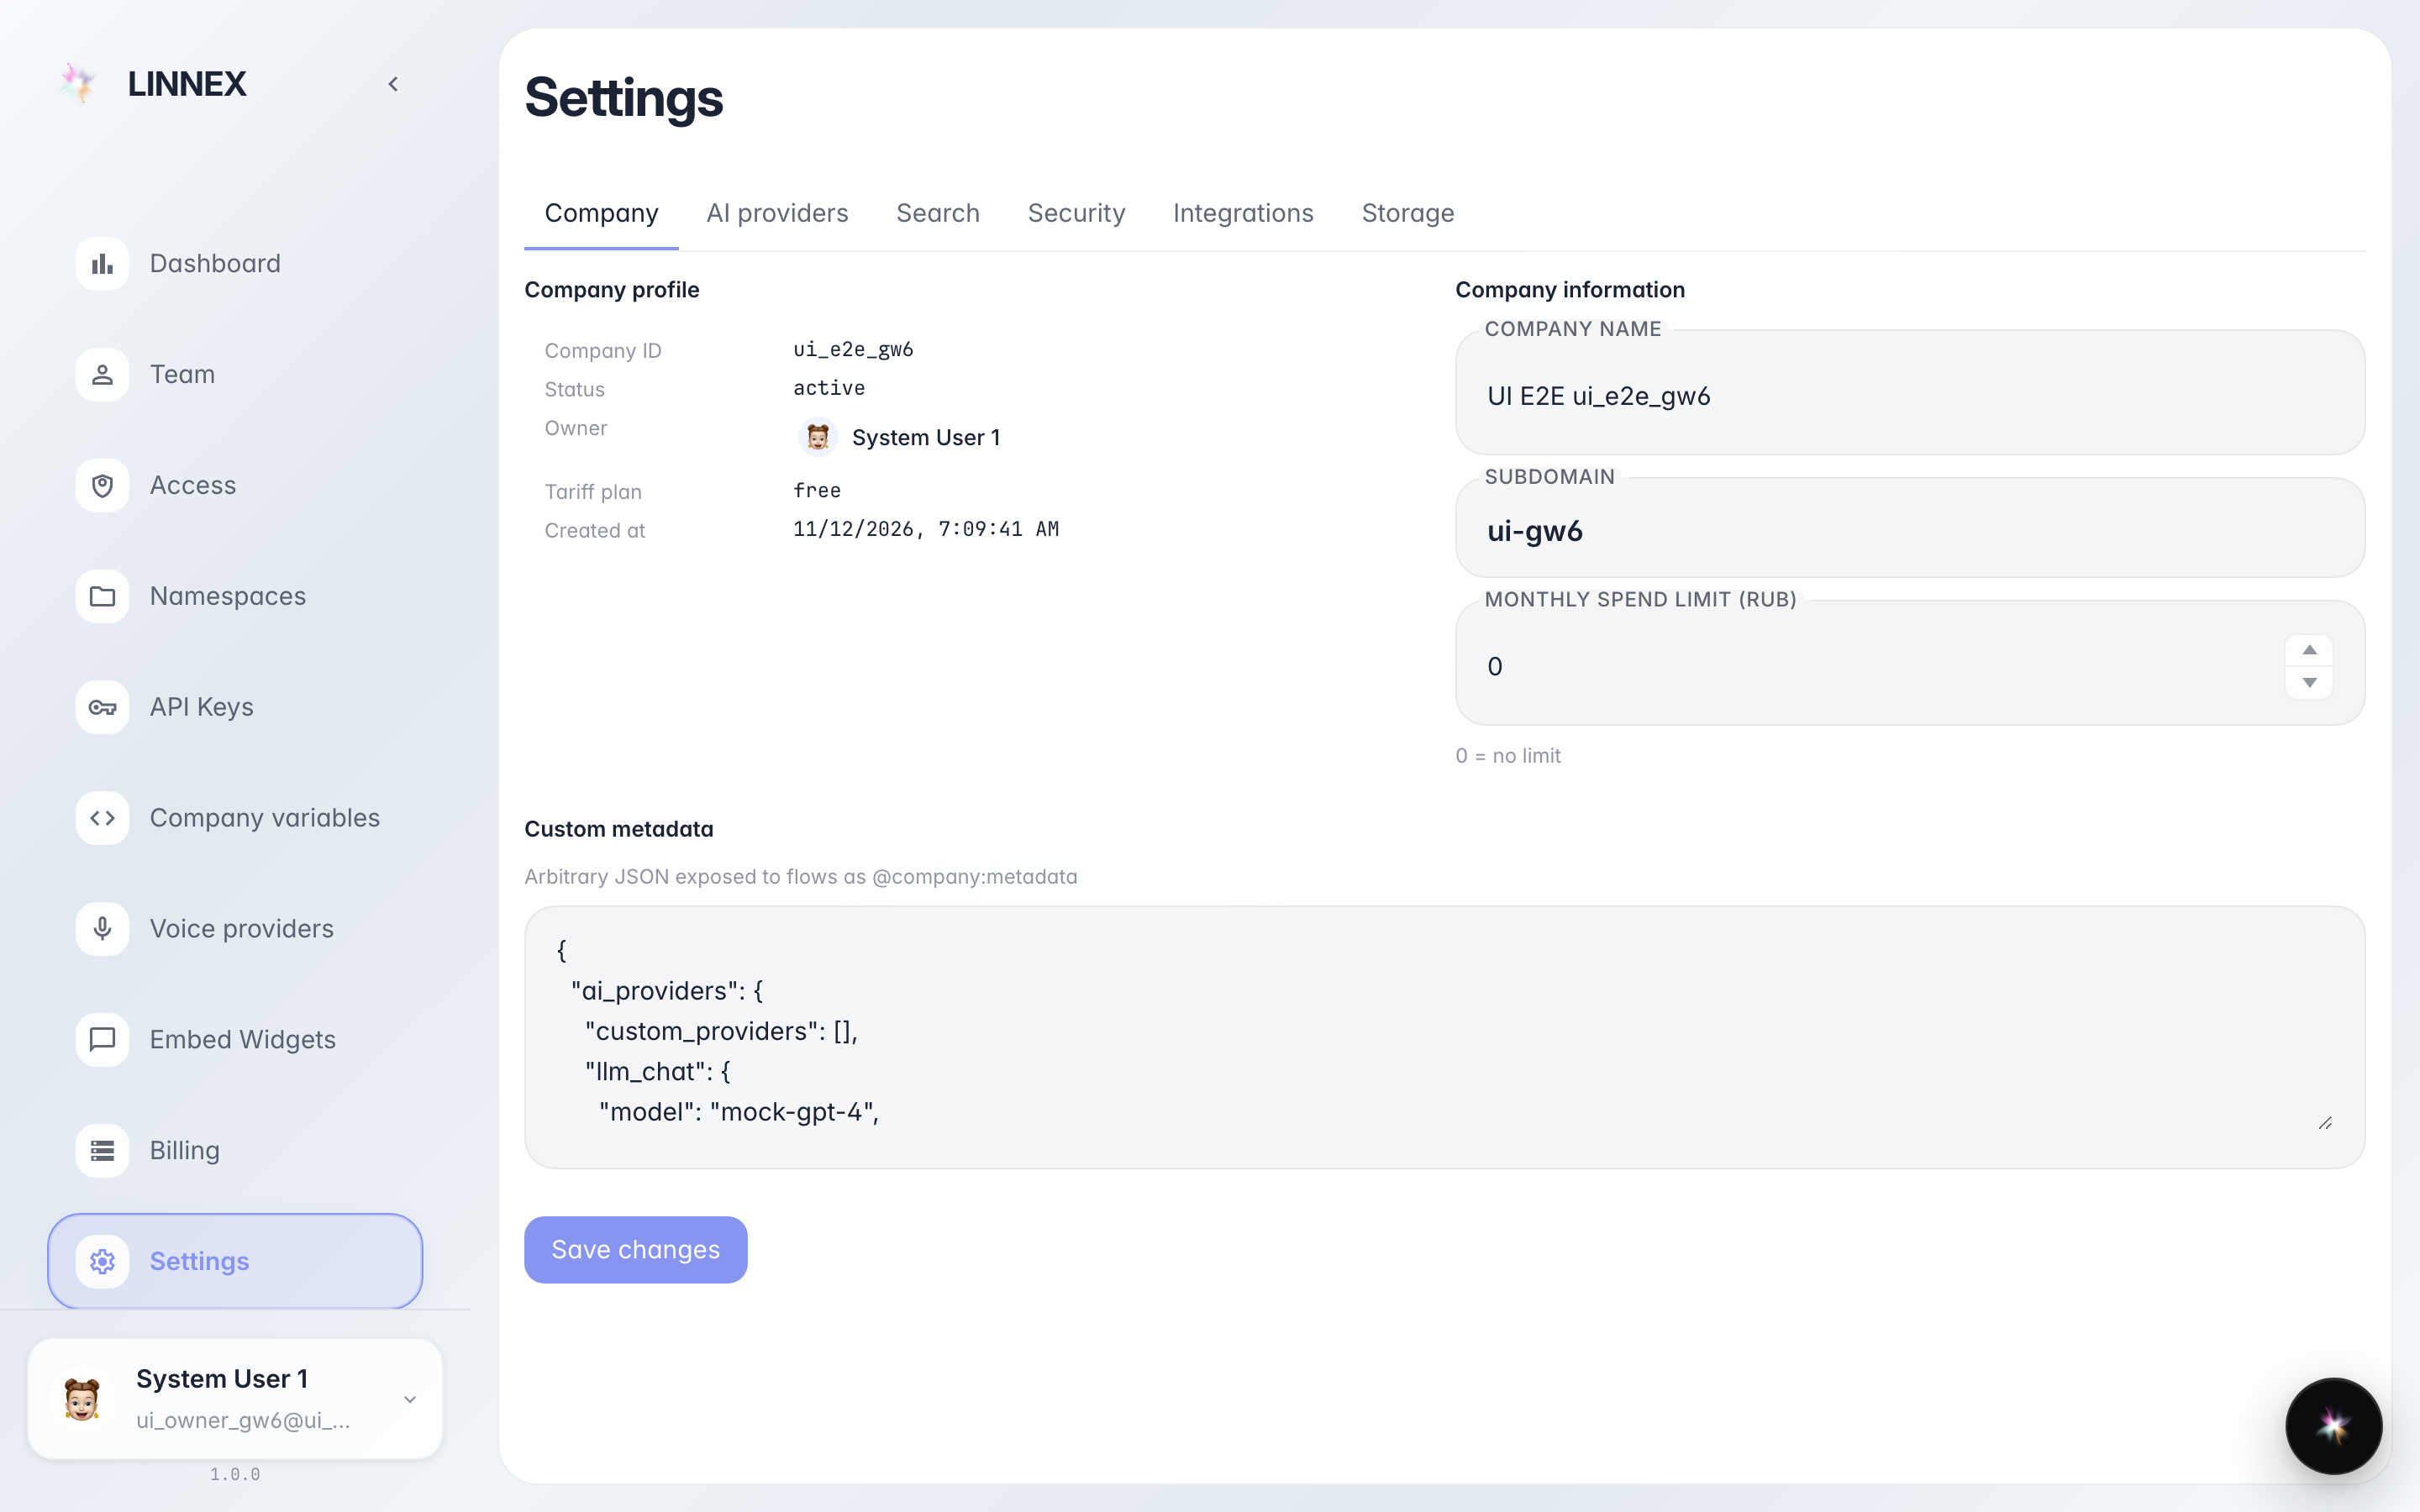 LINNEX
Dashboard
Team
Access
Namespaces
API Keys
Company variables
Voice providers
Embed Widgets
Billing
Settings
System User 1
ui_owner_gw6@ui_...
1.0.0
Settings
Company AI providers Search Security Integrations Storage
Company profile
Company ID ui_e2e_gw6
Status active
Owner System User 1
Tariff plan free
Created at 11/12/2026, 7:09:41 AM
Company information
COMPANY NAME
UI E2E ui_e2e_gw6
SUBDOMAIN
ui-gw6
MONTHLY SPEND LIMIT (RUB)
0
0 = no limit
Custom metadata
Arbitrary JSON exposed to flows as @company:metadata
{
"ai_providers": {
"custom_providers": [],
"llm_chat": {
"model": "mock-gpt-4",
Save changes